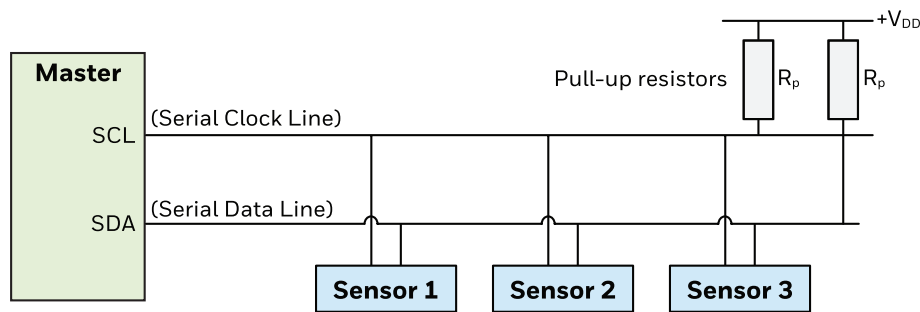 +VDD
Master
Pull-up resistors
Rp
Rp
(Serial Clock Line)
SCL
(Serial Data Line)
SDA
Sensor 1
Sensor 2
Sensor 3